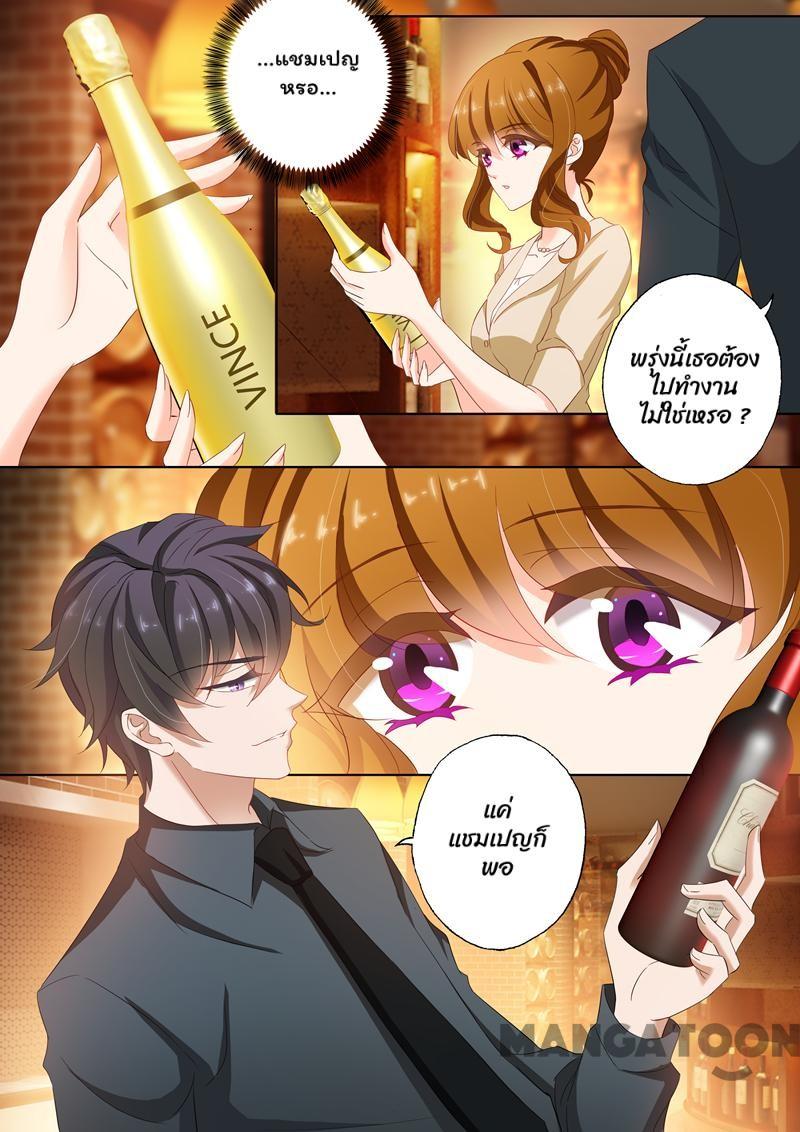 ...แชมเปญ
หรอ...
VINCE
พรุ่งนี้เธอต้อง
ไปทำงาน
ไม่ใช่เหรอ ?
แค่
แชมเปญก็
พอ
MANGATOON